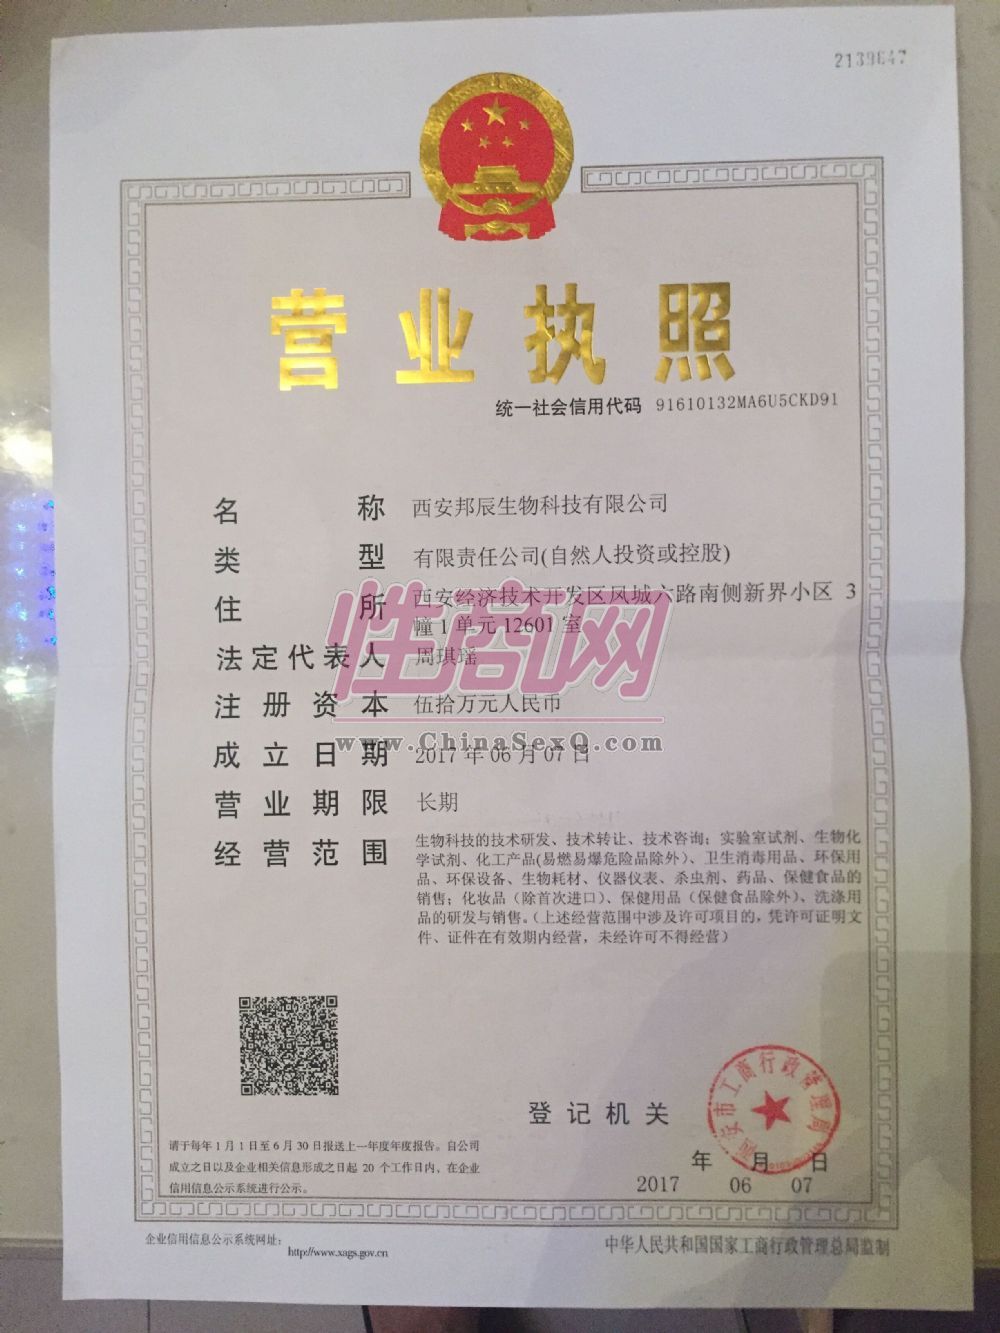 2139647
营业执照
统一社会信用代码 91610132MA6U5CKD91
名称 西安邦辰生物科技有限公司
类型 有限责任公司(自然人投资或控股)
住所 西安经济技术开发区凤城六路南侧新界小区 3
幢 1 单元 12601 室
法定代表人 周琪瑶
注册资本 伍拾万元人民币
成立日期 2017 年 06 月 07 日
营业期限 长期
经营范围 生物科技的技术研发、技术转让、技术咨询；实验室试剂、生物化
学试剂、化工产品(易燃易爆危险品除外）、卫生消毒用品、环保用
品、环保设备、生物耗材、仪器仪表、杀虫剂、药品、保健食品的
销售；化妆品（除首次进口）、保健用品（保健食品除外）、洗涤用
品的研发与销售。（上述经营范围中涉及许可项目的，凭许可证明文
件、证件在有效期内经营，未经许可不得经营）
性商网
www.ChinaSexQ.com
登记机关
西安市工商行政管理局
年 月 日
2017 06 07
请于每年 1 月 1 日至 6 月 30 日报送上一年度年度报告。自公司
成立之日以及企业相关信息形成之日起 20 个工作日内，在企业
信用信息公示系统进行公示。
企业信用信息公示系统网址：
http://www.xags.gov.cn
中华人民共和国国家工商行政管理总局监制